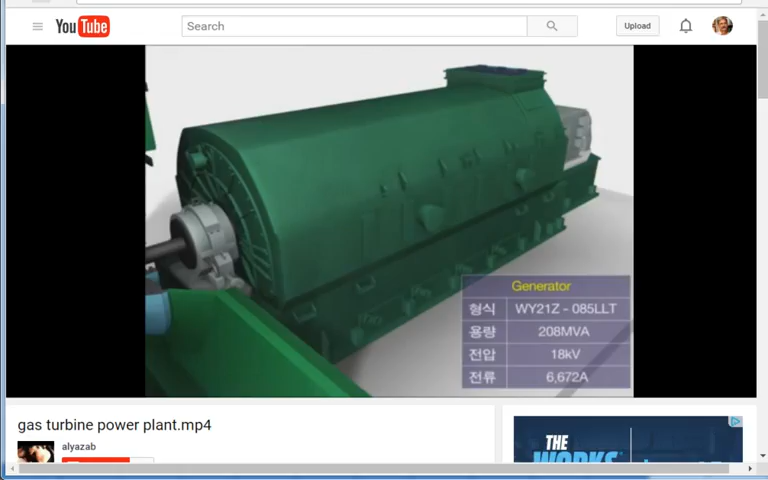 YouTube
Search
Upload
Generator
형식 WY21Z - 085LLT
용량 208MVA
전압 18kV
전류 6,672A
gas turbine power plant.mp4
alyazab
THE
WORKS